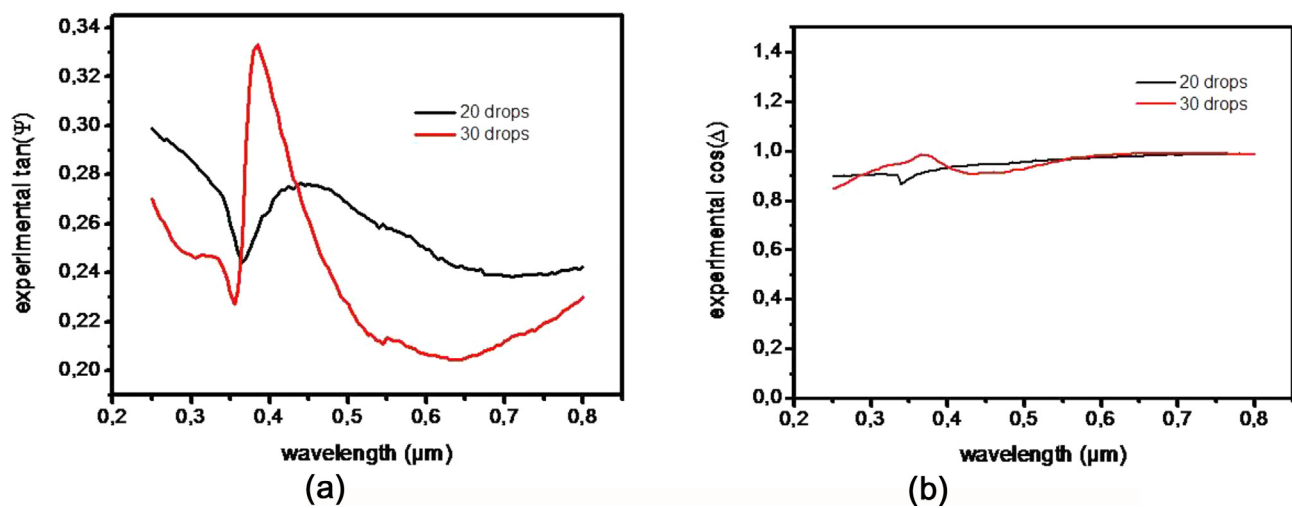 experimental tan(Ψ)
0,34
0,32
0,30
0,28
0,26
0,24
0,22
0,20
0,2 0,3 0,4 0,5 0,6 0,7 0,8
wavelength (µm)
20 drops
30 drops
(a)
experimental cos(Δ)
1,4
1,2
1,0
0,8
0,6
0,4
0,2
0,0
0,2 0,3 0,4 0,5 0,6 0,7 0,8
wavelength (µm)
20 drops
30 drops
(b)